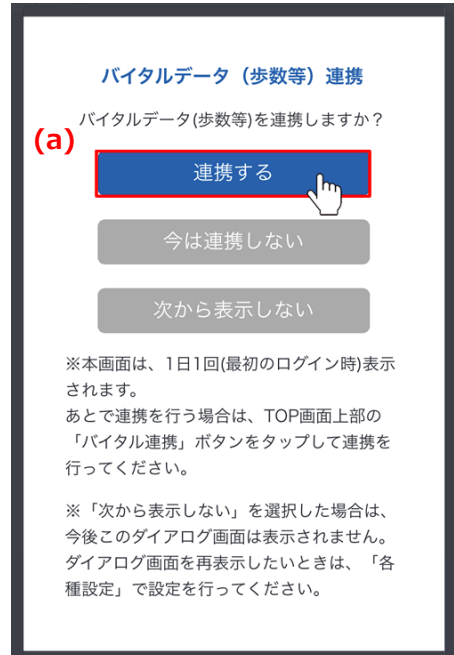 バイタルデータ（歩数等）連携
バイタルデータ(歩数等)を連携しますか？
(a)
連携する
今は連携しない
次から表示しない
※本画面は、1日1回(最初のログイン時)表示
されます。
あとで連携を行う場合は、TOP画面上部の
「バイタル連携」ボタンをタップして連携を
行ってください。
※「次から表示しない」を選択した場合は、
今後このダイアログ画面は表示されません。
ダイアログ画面を再表示したいときは、「各
種設定」で設定を行ってください。